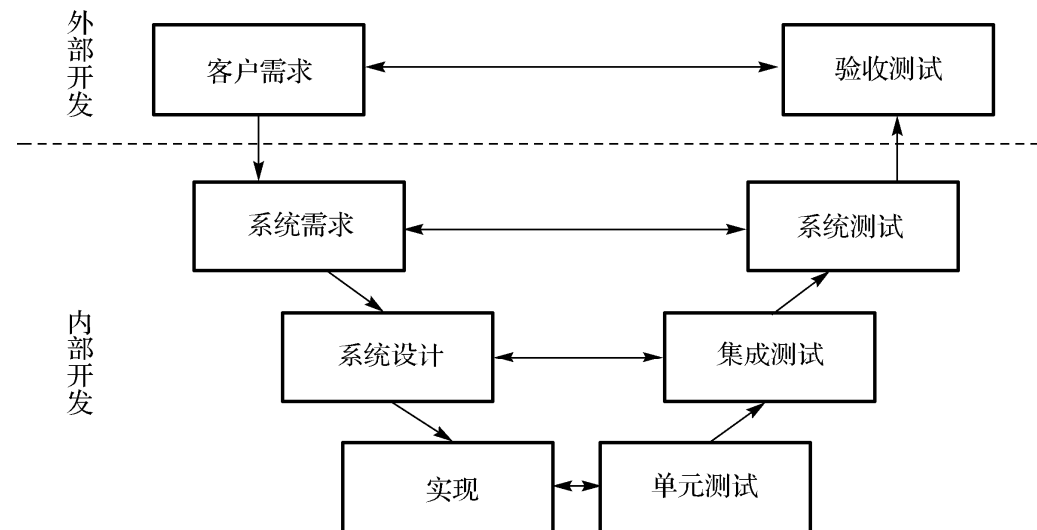 外部开发
客户需求
验收测试
系统需求
系统测试
内部开发
系统设计
集成测试
实现
单元测试